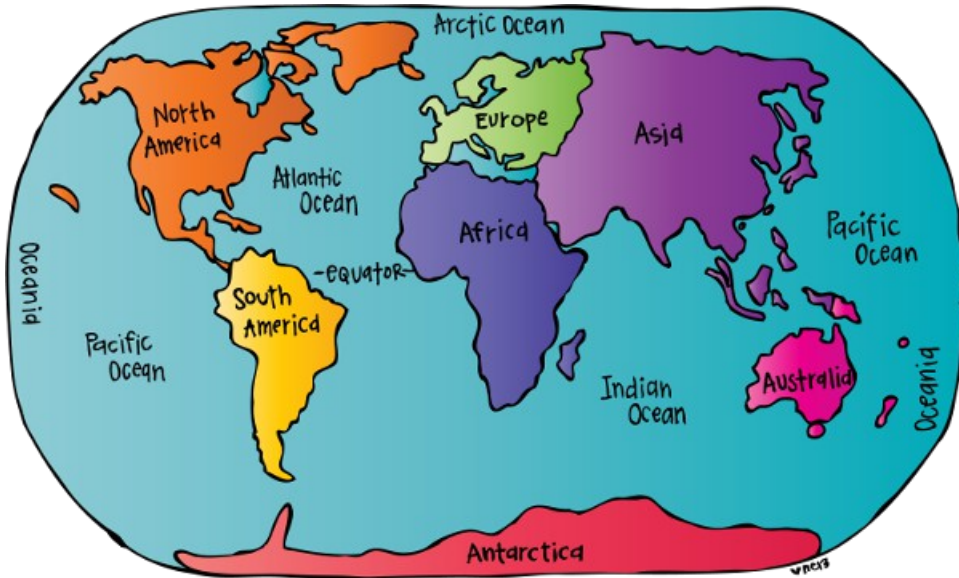 Arctic Ocean
North
America
Europe
Asia
Atlantic
Ocean
Africa
Pacific
Ocean
Oceania
-equator-
South
America
Pacific
Ocean
Indian
Ocean
Australia
Oceania
Antarctica